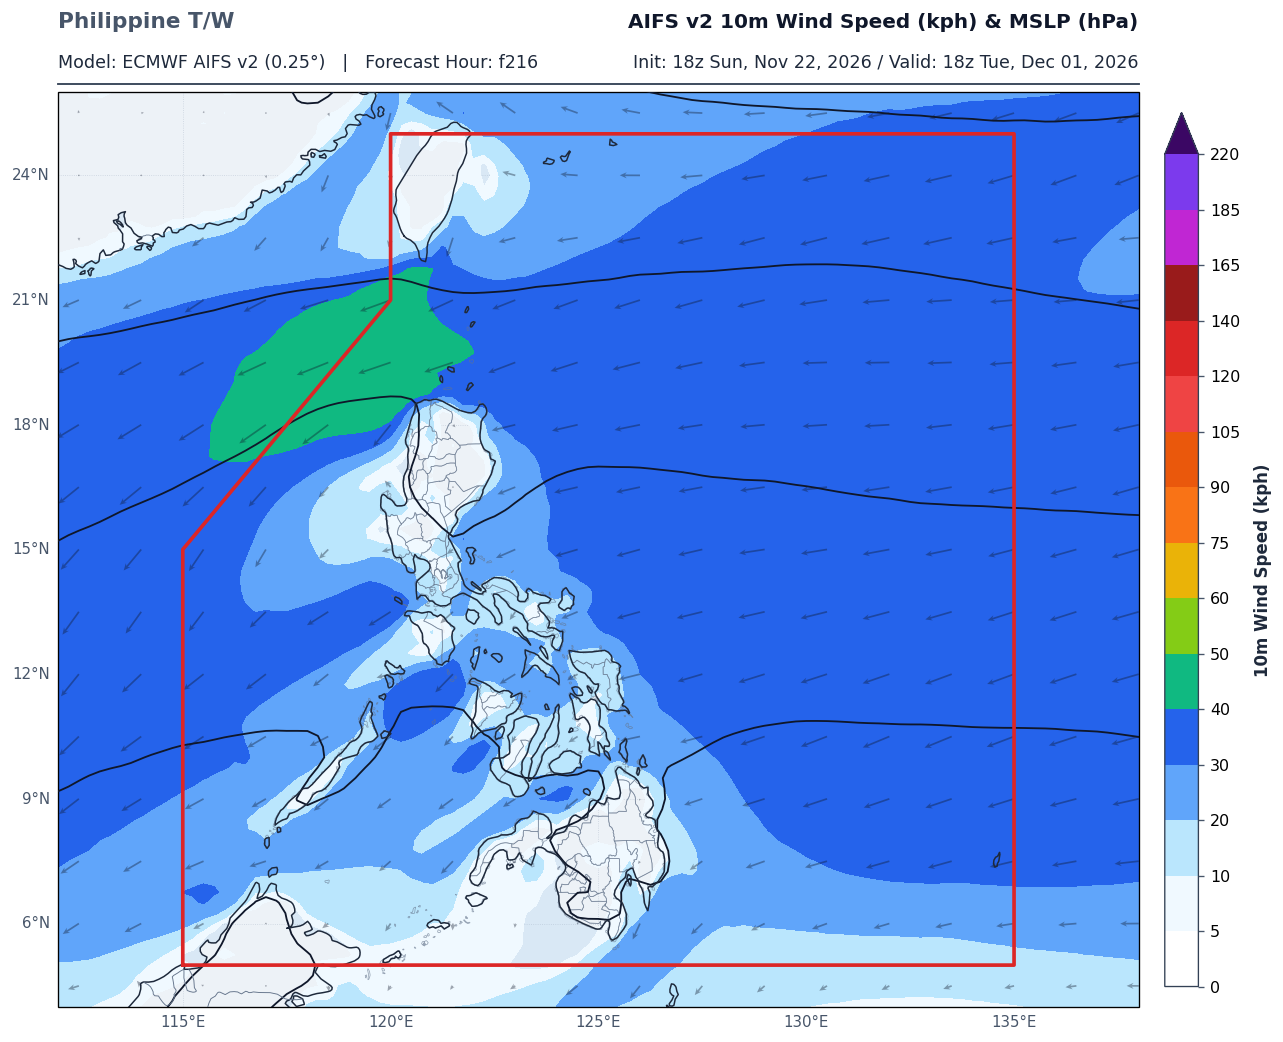 Philippine T/W
AIFS v2 10m Wind Speed (kph) & MSLP (hPa)
Model: ECMWF AIFS v2 (0.25°) | Forecast Hour: f216
Init: 18z Sun, Nov 22, 2026 / Valid: 18z Tue, Dec 01, 2026
24°N
21°N
18°N
15°N
12°N
9°N
6°N
115°E
120°E
125°E
130°E
135°E
220
185
165
140
120
105
90
75
60
50
40
30
20
10
5
0
10m Wind Speed (kph)